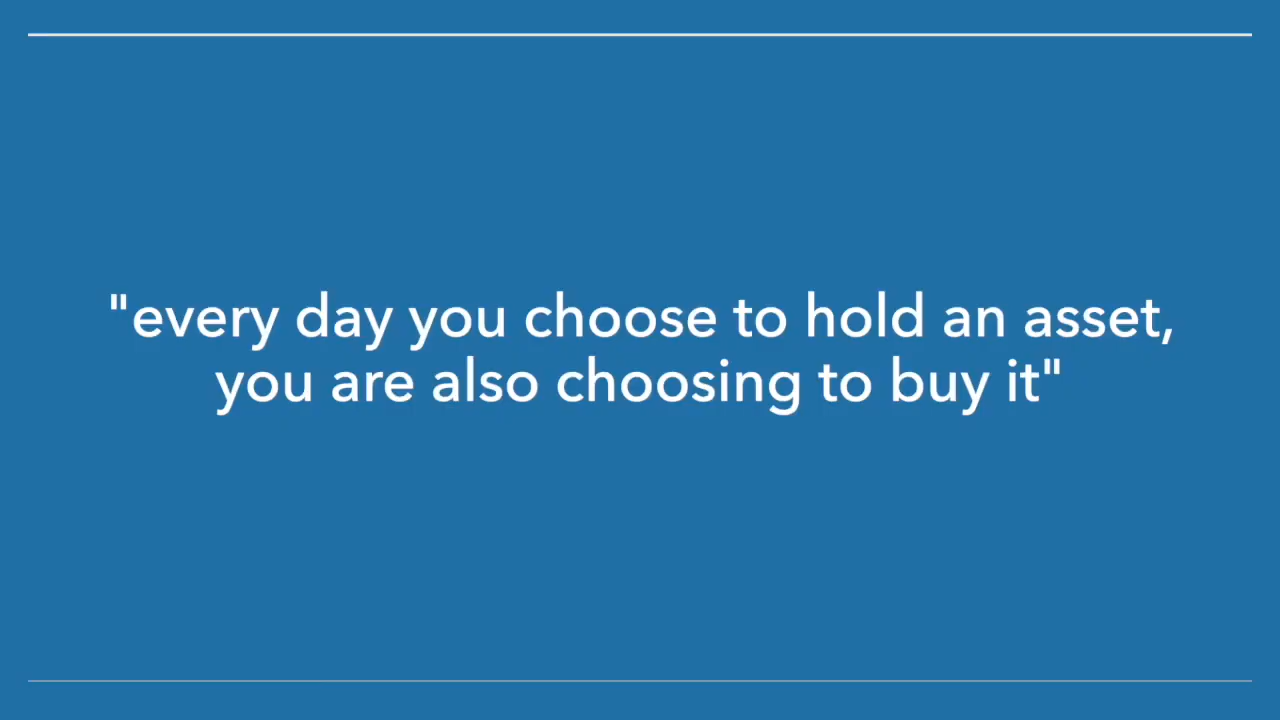 "every day you choose to hold an asset,
you are also choosing to buy it"